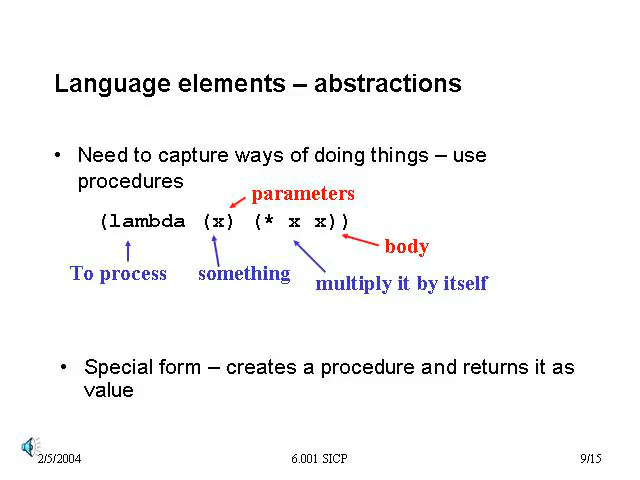 Language elements – abstractions
• Need to capture ways of doing things – use
procedures
parameters
(lambda (x) (* x x))
body
To process something multiply it by itself
• Special form – creates a procedure and returns it as
value
2/5/2004 6.001 SICP 9/15